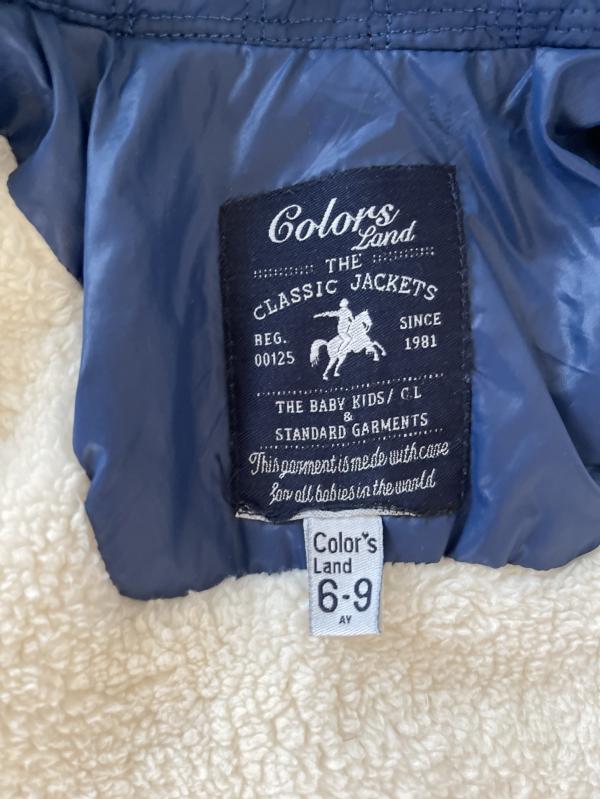 Colors
Land
THE
CLASSIC JACKETS
REG.
00125
SINCE
1981
THE BABY KIDS/ C.L
&
STANDARD GARMENTS
This garment is mede with care
for all babies in the world
Color's
Land
6-9
AY